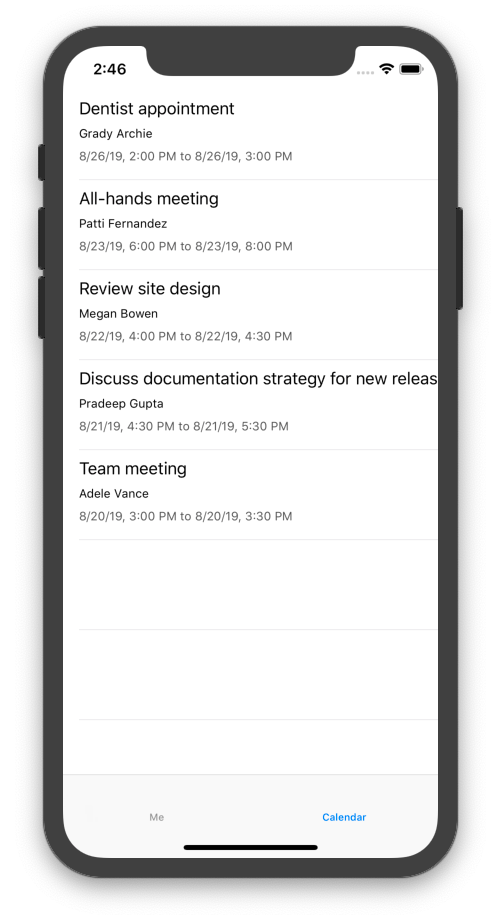 2:46
Dentist appointment
Grady Archie
8/26/19, 2:00 PM to 8/26/19, 3:00 PM
All-hands meeting
Patti Fernandez
8/23/19, 6:00 PM to 8/23/19, 8:00 PM
Review site design
Megan Bowen
8/22/19, 4:00 PM to 8/22/19, 4:30 PM
Discuss documentation strategy for new releas
Pradeep Gupta
8/21/19, 4:30 PM to 8/21/19, 5:30 PM
Team meeting
Adele Vance
8/20/19, 3:00 PM to 8/20/19, 3:30 PM
Me
Calendar